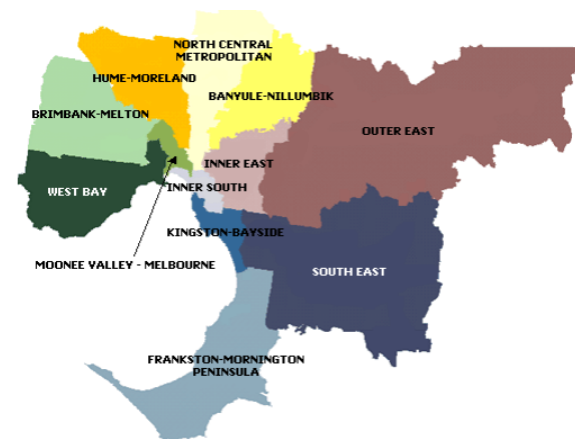 NORTH CENTRAL
METROPOLITAN
HUME-MORELAND
BANYULE-NILLUMBIK
BRIMBANK-MELTON
OUTER EAST
INNER EAST
WEST BAY
INNER SOUTH
KINGSTON-BAYSIDE
MOONEE VALLEY - MELBOURNE
SOUTH EAST
FRANKSTON-MORNINGTON
PENINSULA